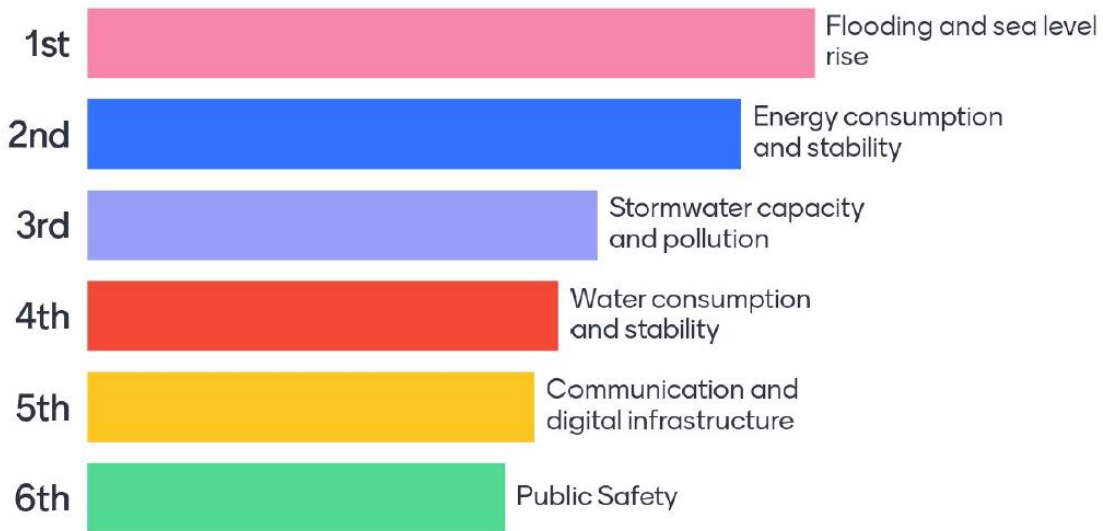 1st
Flooding and sea level
rise
2nd
Energy consumption
and stability
3rd
Stormwater capacity
and pollution
4th
Water consumption
and stability
5th
Communication and
digital infrastructure
6th
Public Safety